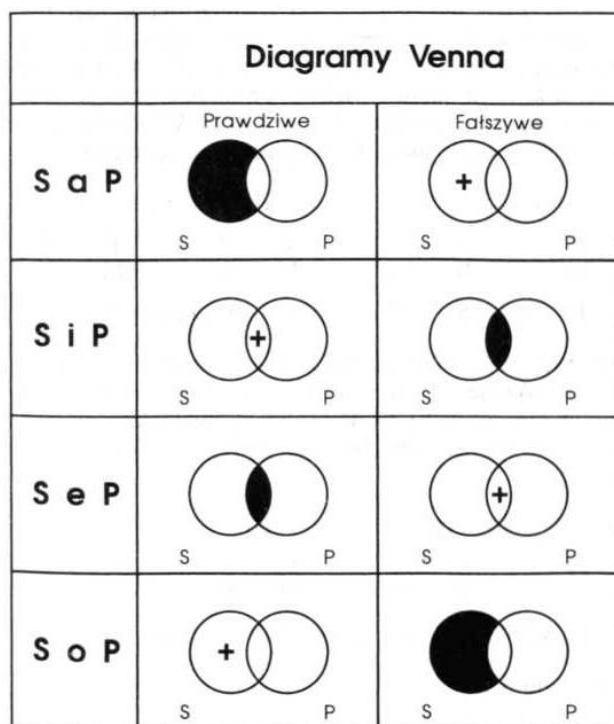 Diagramy Venna
Prawdziwe Fałszywe
S a P
+
S P S P
S i P
+
S P S P
S e P
+
S P S P
S o P
+
S P S P